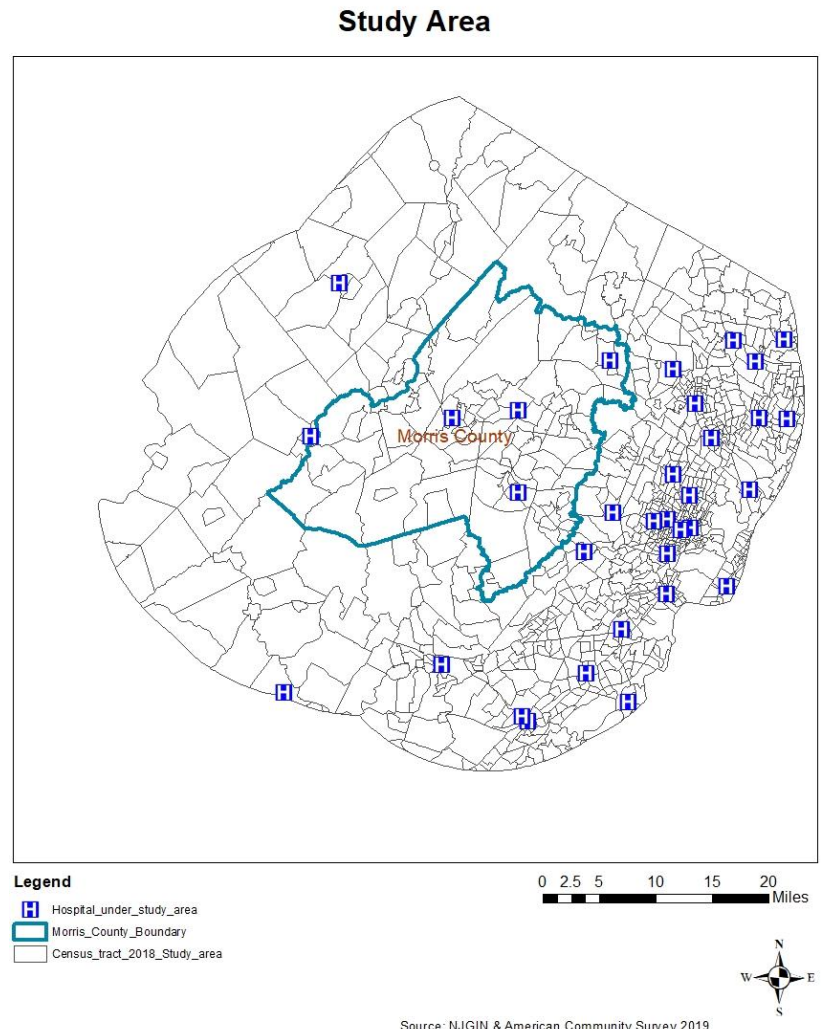 Study Area
Morris County
Legend
Hospital_under_study_area
Morris_County_Boundary
Census_tract_2018_Study_area
0 2.5 5 10 15 20
Miles
N
W E
S
Source: NJGIN & American Community Survey 2019